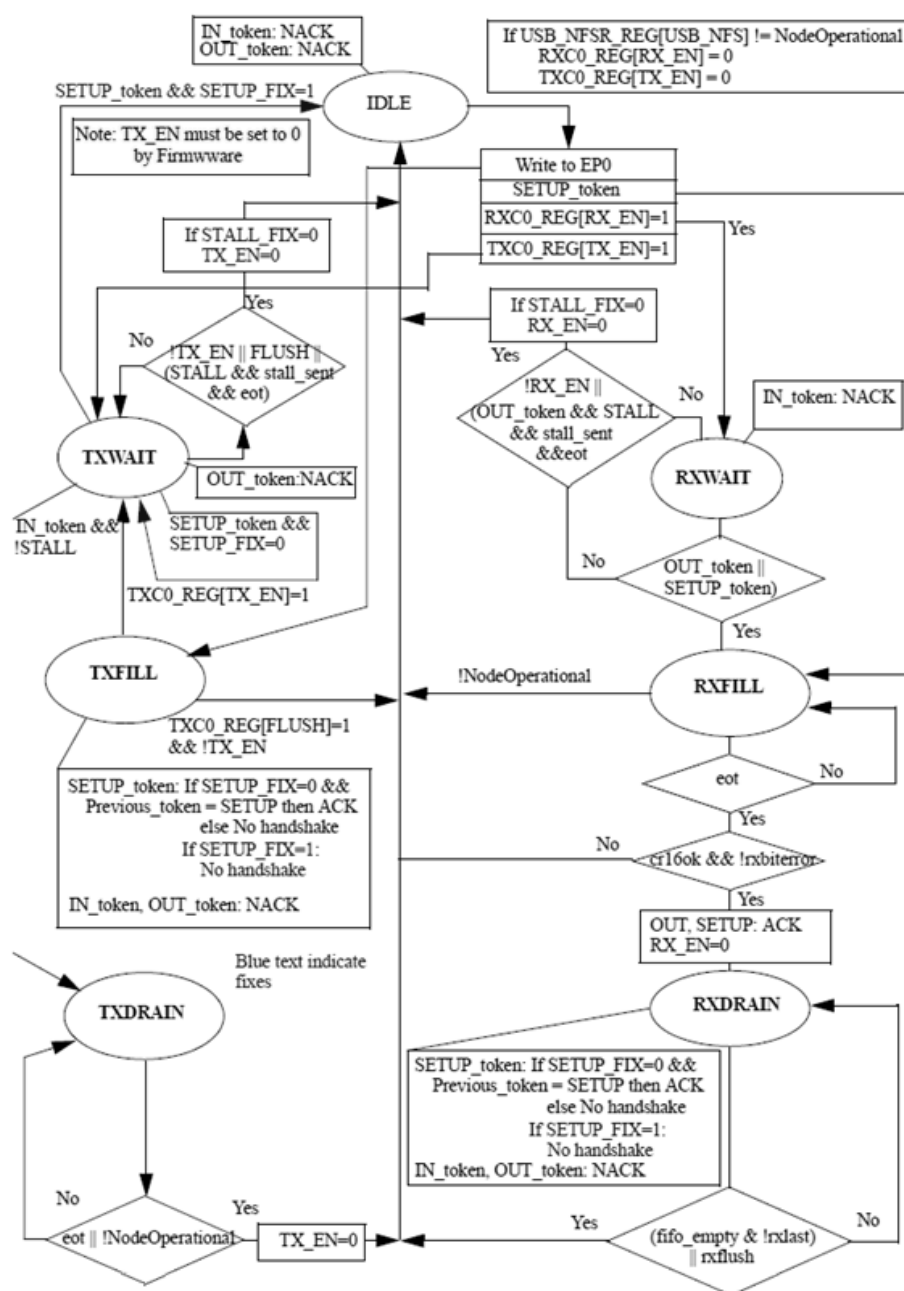 IN_token: NACK
OUT_token: NACK
If USB_NFSR_REG[USB_NFS] != NodeOperational
RXC0_REG[RX_EN] = 0
TXC0_REG[TX_EN] = 0
SETUP_token && SETUP_FIX=1
IDLE
Note: TX_EN must be set to 0
by Firmwware
Write to EP0
SETUP_token
RXC0_REG[RX_EN]=1
TXC0_REG[TX_EN]=1
Yes
If STALL_FIX=0
TX_EN=0
Yes
No
!TX_EN || FLUSH ||
(STALL && stall_sent
&& eot)
If STALL_FIX=0
RX_EN=0
Yes
!RX_EN ||
(OUT_token && STALL
&& stall_sent
&&eot
No
IN_token: NACK
TXWAIT
OUT_token:NACK
RXWAIT
IN_token &&
!STALL
SETUP_token &&
SETUP_FIX=0
TXC0_REG[TX_EN]=1
No
OUT_token ||
SETUP_token)
Yes
TXFILL
!NodeOperational
RXFILL
TXC0_REG[FLUSH]=1
&& !TX_EN
eot
No
Yes
SETUP_token: If SETUP_FIX=0 &&
Previous_token = SETUP then ACK
else No handshake
If SETUP_FIX=1:
No handshake
IN_token, OUT_token: NACK
No
cr16ok && !rxbiterror
Yes
OUT, SETUP: ACK
RX_EN=0
Blue text indicate
fixes
TXDRAIN
RXDRAIN
SETUP_token: If SETUP_FIX=0 &&
Previous_token = SETUP then ACK
else No handshake
If SETUP_FIX=1:
No handshake
IN_token, OUT_token: NACK
No
eot || !NodeOperational
Yes
TX_EN=0
Yes
(fifo_empty & !rxlast)
|| rxflush
No